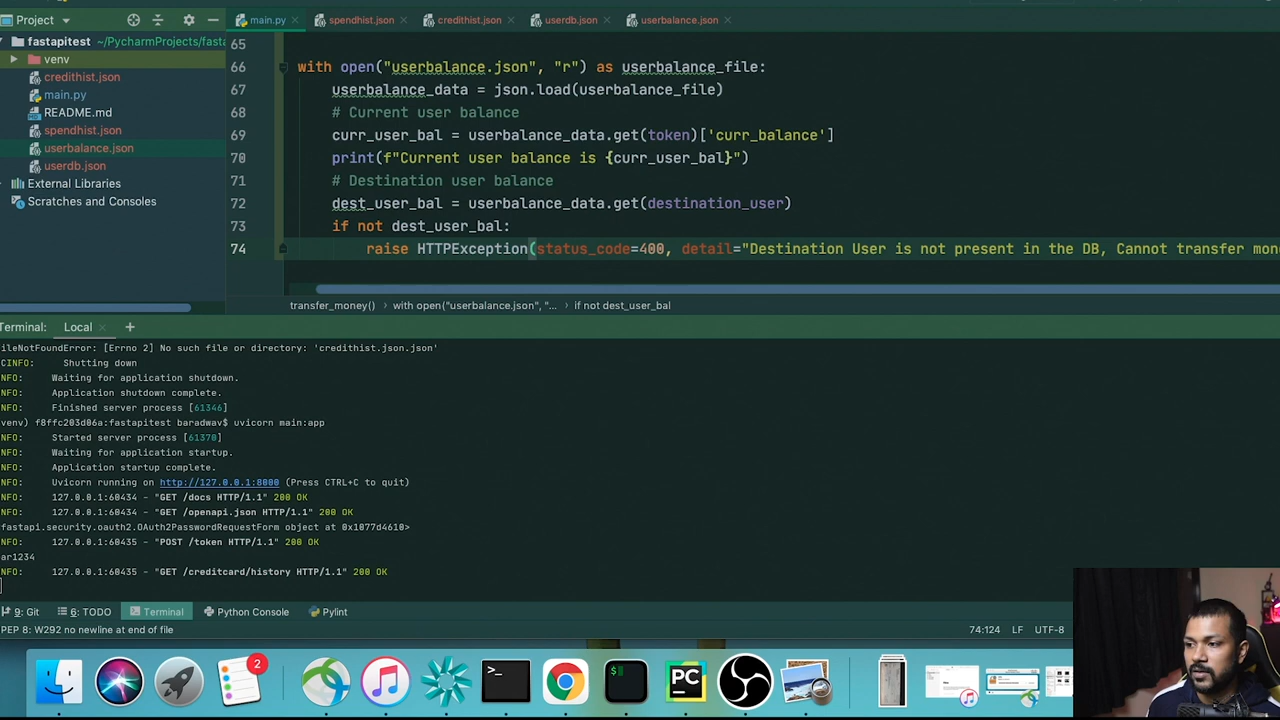 Project
main.py
spendhist.json
credithist.json
userdb.json
userbalance.json
fastapitest ~/PycharmProjects/fasta
venv
credithist.json
main.py
README.md
spendhist.json
userbalance.json
userdb.json
External Libraries
Scratches and Consoles
65
66 with open("userbalance.json", "r") as userbalance_file:
67 userbalance_data = json.load(userbalance_file)
68 # Current user balance
69 curr_user_bal = userbalance_data.get(token)['curr_balance']
70 print(f"Current user balance is {curr_user_bal}")
71 # Destination user balance
72 dest_user_bal = userbalance_data.get(destination_user)
73 if not dest_user_bal:
74 raise HTTPException(status_code=400, detail="Destination User is not present in the DB, Cannot transfer mon
transfer_money() with open("userbalance.json", "... if not dest_user_bal
Terminal: Local +
ileNotFoundError: [Errno 2] No such file or directory: 'credithist.json.json'
CINFO: Shutting down
NFO: Waiting for application shutdown.
NFO: Application shutdown complete.
NFO: Finished server process [61346]
venv) f8ffc203d06a:fastapitest baradwav$ uvicorn main:app
NFO: Started server process [61370]
NFO: Waiting for application startup.
NFO: Application startup complete.
NFO: Uvicorn running on http://127.0.0.1:8000 (Press CTRL+C to quit)
NFO: 127.0.0.1:60434 - "GET /docs HTTP/1.1" 200 OK
NFO: 127.0.0.1:60434 - "GET /openapi.json HTTP/1.1" 200 OK
fastapi.security.oauth2.OAuth2PasswordRequestForm object at 0x1077d4610>
NFO: 127.0.0.1:60435 - "POST /token HTTP/1.1" 200 OK
ar1234
NFO: 127.0.0.1:60435 - "GET /creditcard/history HTTP/1.1" 200 OK
9: Git 6: TODO Terminal Python Console Pylint
PEP 8: W292 no newline at end of file
74:124 LF UTF-8
2
PC